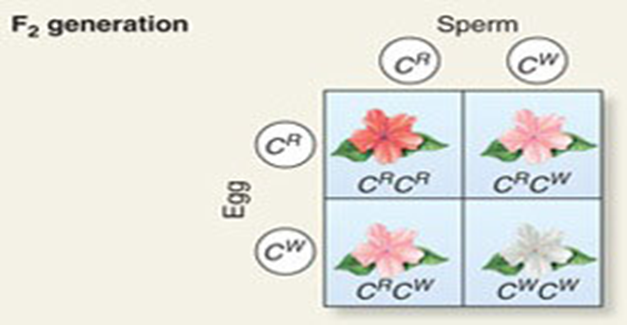 F₂ generation
Sperm
Cᴿ
Cᵂ
Cᴿ
CᴿCᴿ
CᴿCᵂ
Egg
Cᵂ
CᴿCᵂ
CᵂCᵂ